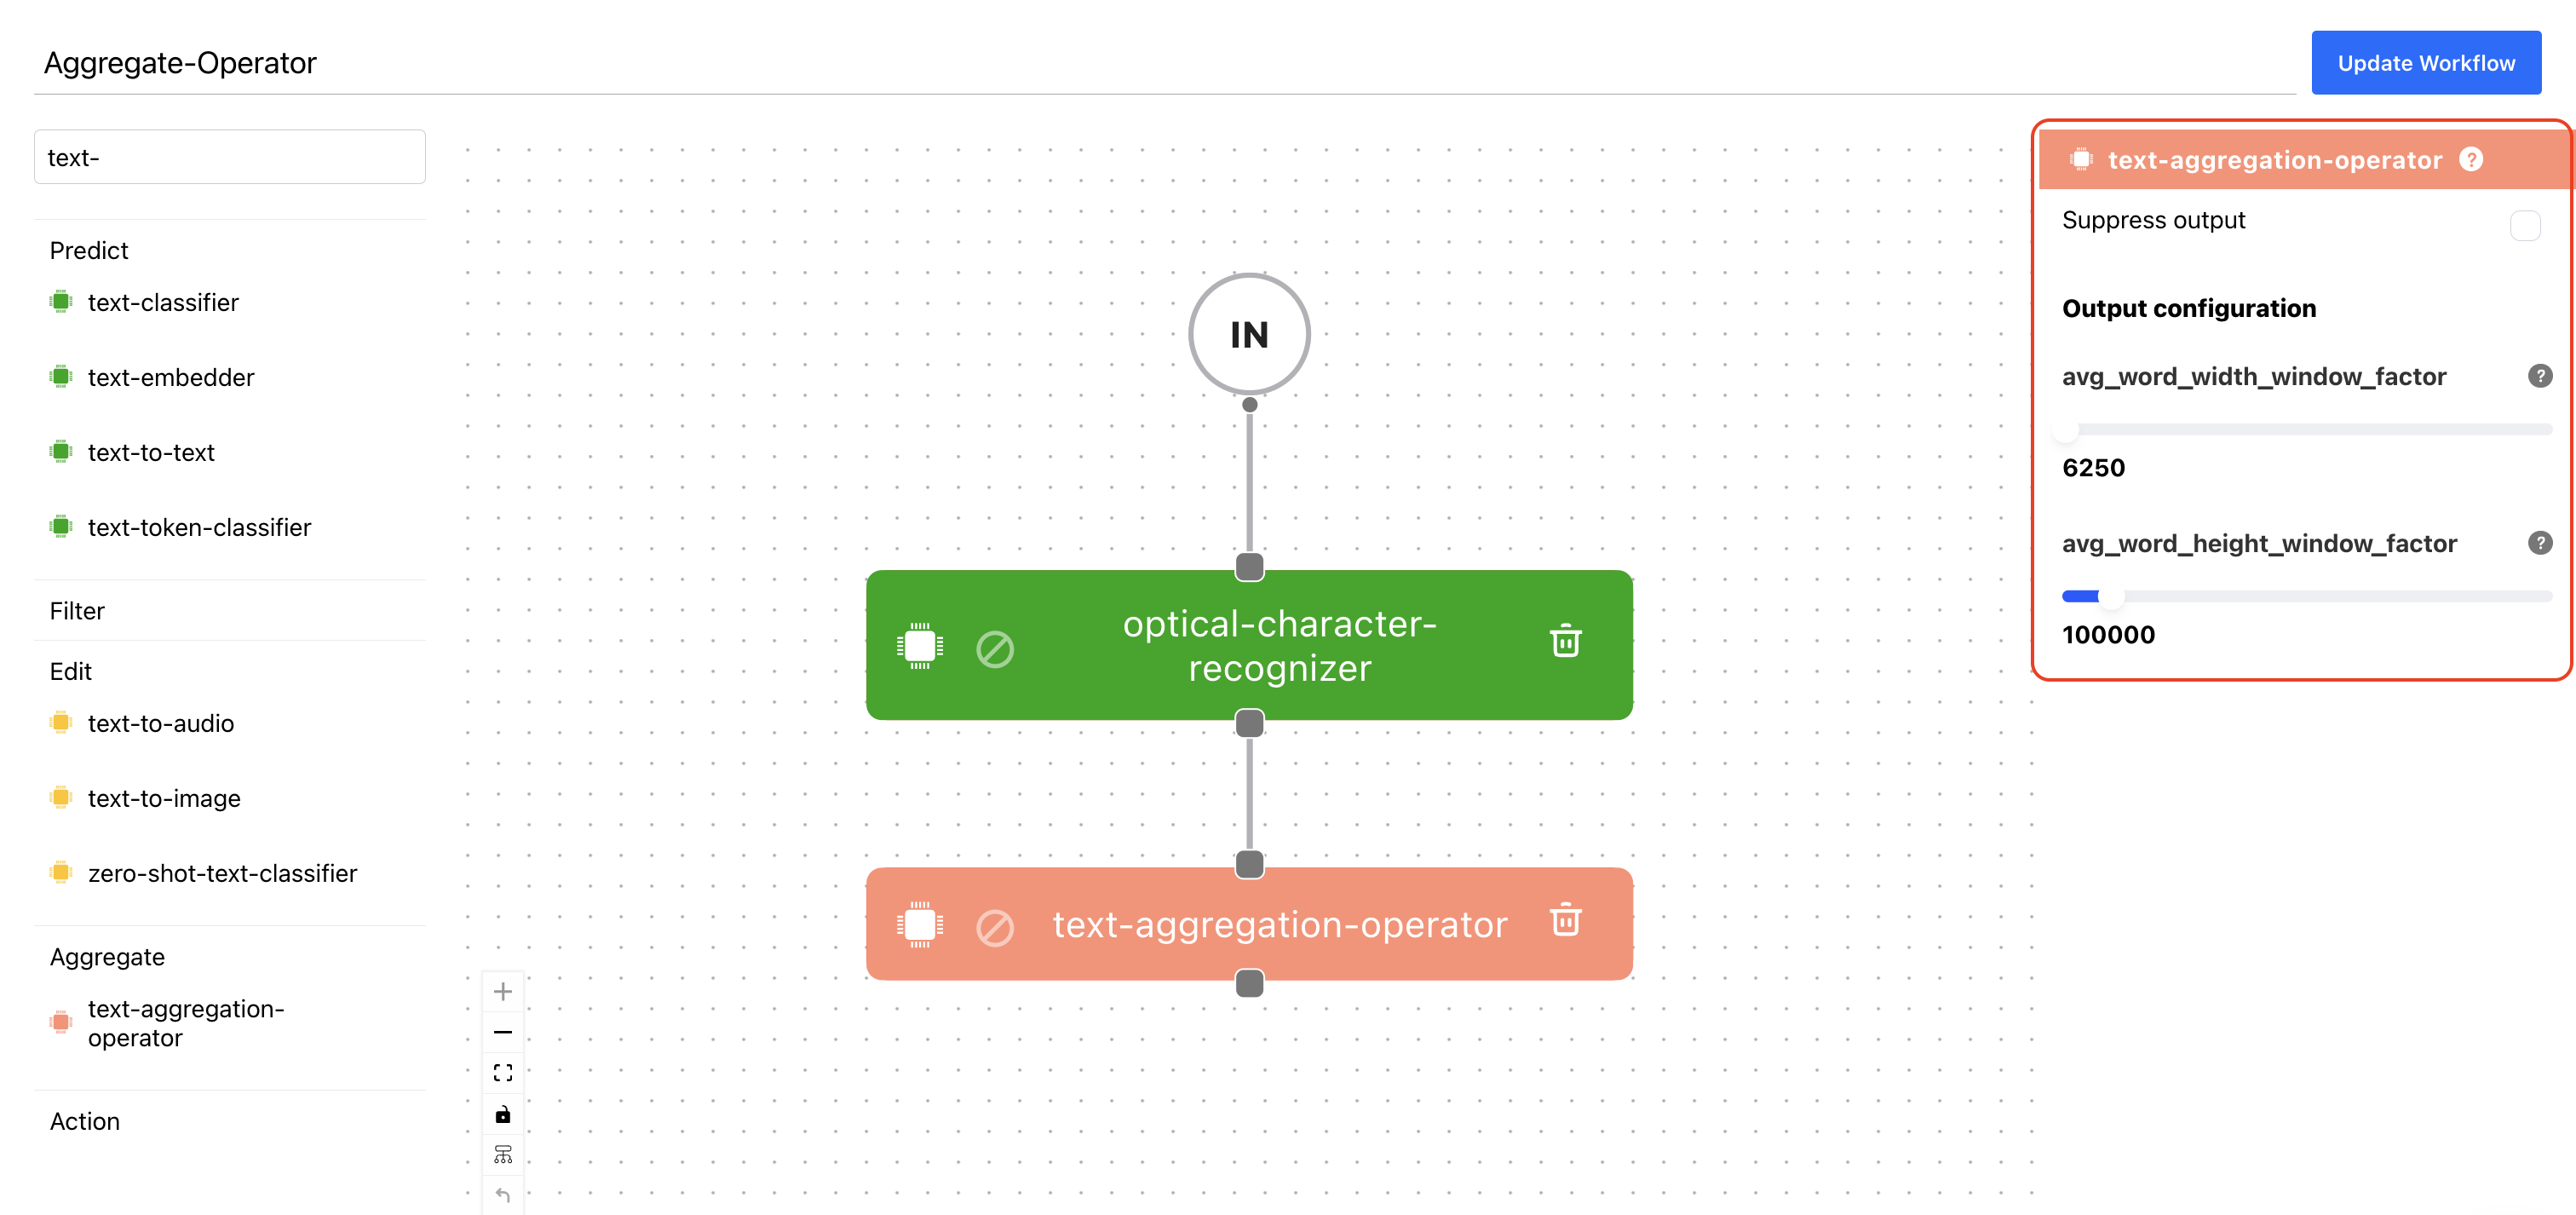 Aggregate-Operator
Update Workflow
text-
Predict
text-classifier
text-embedder
text-to-text
text-token-classifier
Filter
Edit
text-to-audio
text-to-image
zero-shot-text-classifier
Aggregate
text-aggregation-
operator
Action
IN
optical-character-
recognizer
text-aggregation-operator
text-aggregation-operator ?
Suppress output
Output configuration
avg_word_width_window_factor ?
6250
avg_word_height_window_factor ?
100000